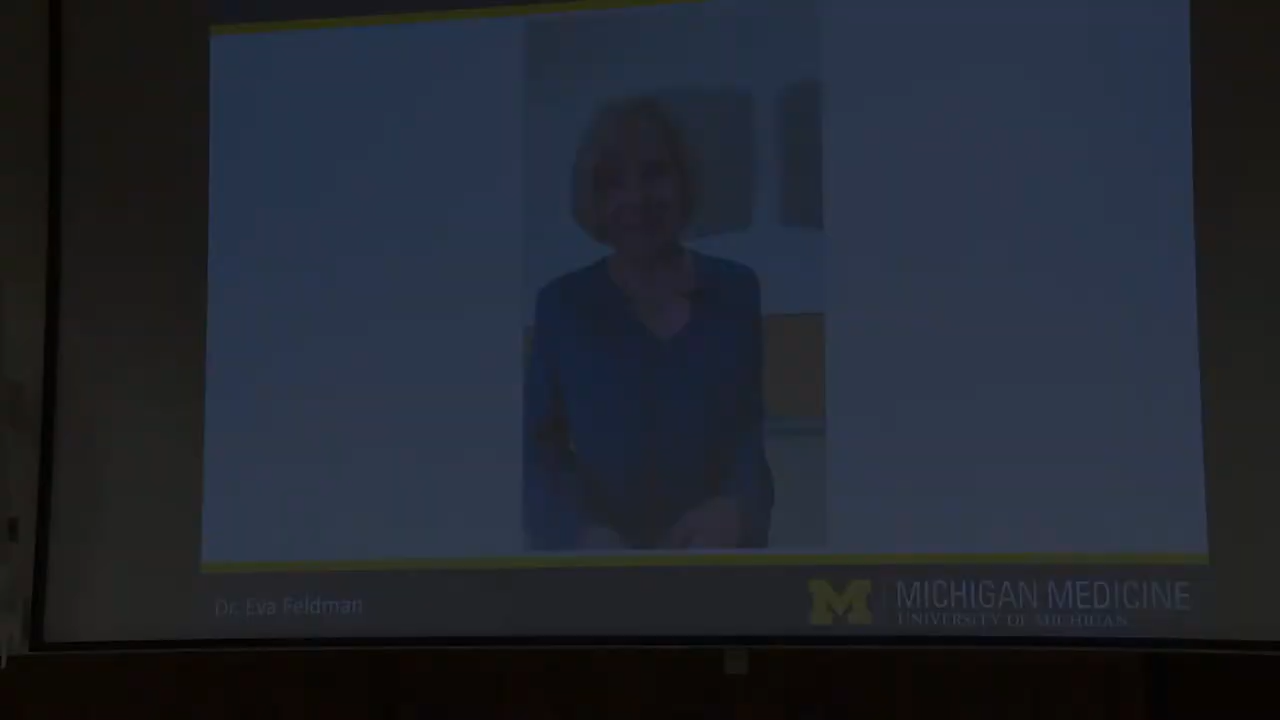 Dr. Eva Feldman
M MICHIGAN MEDICINE
UNIVERSITY OF MICHIGAN